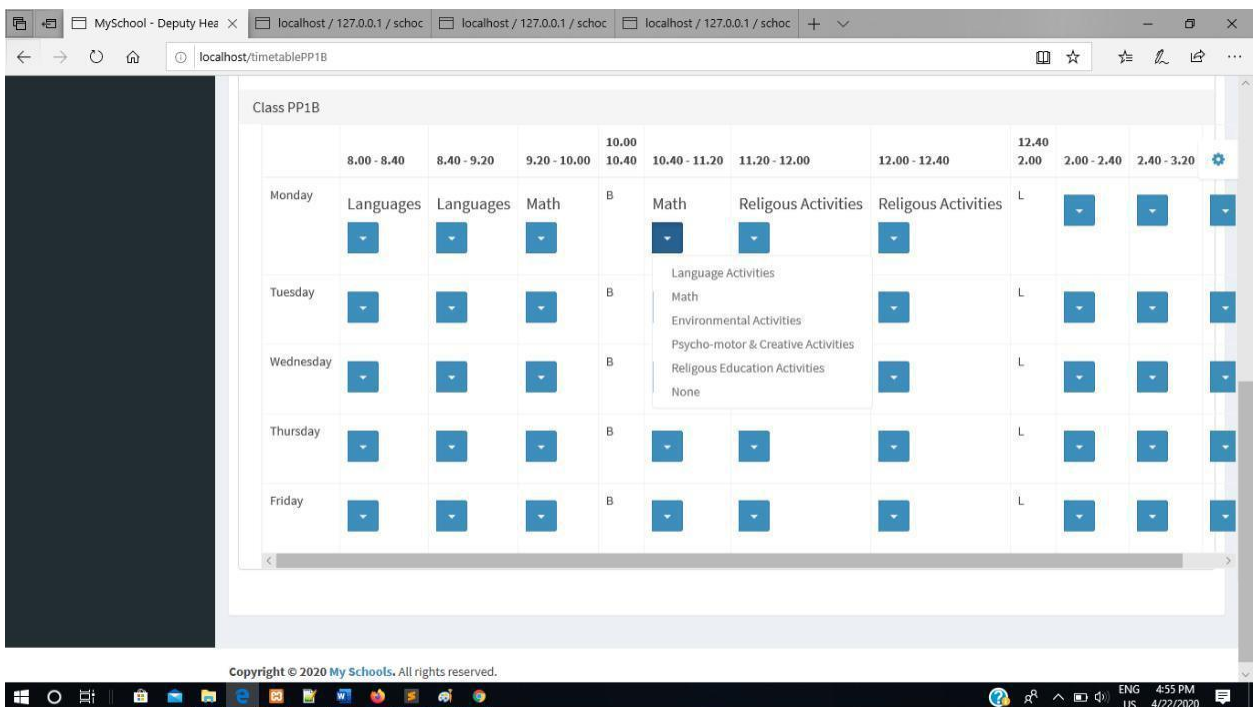 MySchool - Deputy Hea
localhost / 127.0.0.1 / schoc
localhost / 127.0.0.1 / schoc
localhost / 127.0.0.1 / schoc
localhost/timetablePP1B
Class PP1B
8.00 - 8.40 8.40 - 9.20 9.20 - 10.00 10.00 10.40 10.40 - 11.20 11.20 - 12.00 12.00 - 12.40 12.40 2.00 2.00 - 2.40 2.40 - 3.20
Monday Languages Languages Math B Math Religous Activities Religous Activities L
Language Activities
Tuesday B L
Math
Environmental Activities
Psycho-motor & Creative Activities
Wednesday B L
Religous Education Activities
None
Thursday B L
Friday B L
Copyright © 2020 My Schools. All rights reserved.
ENG 4:55 PM
US 4/22/2020